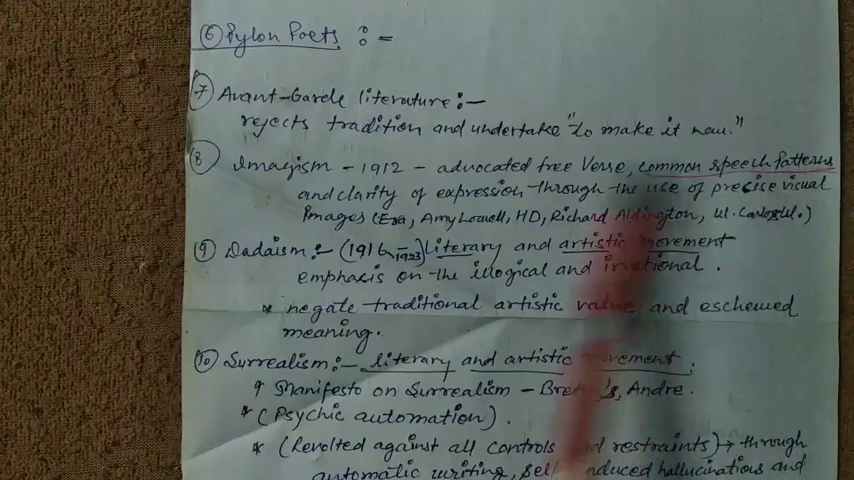 ⑥ Pylon Poets :-
⑦ Avant-Garde literature :-
rejects tradition and undertake "to make it new."
⑧ Imagism - 1912 - advocated free Verse, common speech Patterns
and clarity of expression through the use of precise visual
Images (Ezra, Amy Lowell, HD, Richard Aldington, W. Carlos W.)
⑨ Dadaism :- (1916-1923) literary and artistic movement
emphasis on the illogical and irrational.
* negate traditional artistic value and eschewed
meaning.
⑩ Surrealism :- literary and artistic movement.
Manifesto on Surrealism - Breton's, Andre.
* (Psychic automation).
* (Revolted against all controls and restraints) → through
automatic writing, self induced hallucinations and